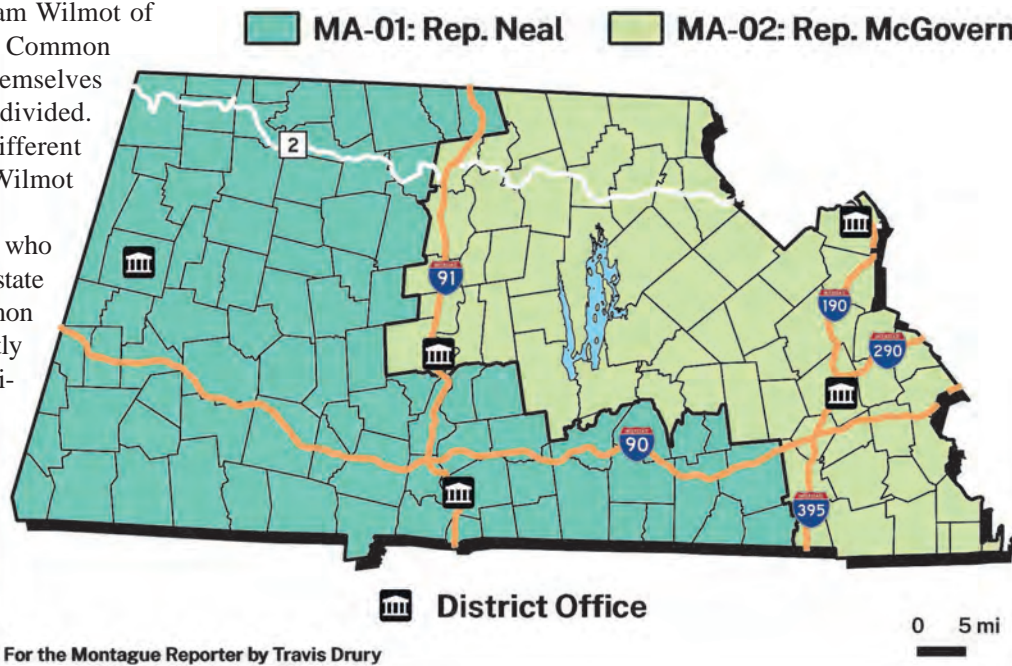 am Wilmot of
Common
emselves
divided.
ifferent
Wilmot
who
state
mon
tly
i-
MA-01: Rep. Neal
MA-02: Rep. McGovern
2
91
190
290
90
395
District Office
0 5 mi
For the Montague Reporter by Travis Drury